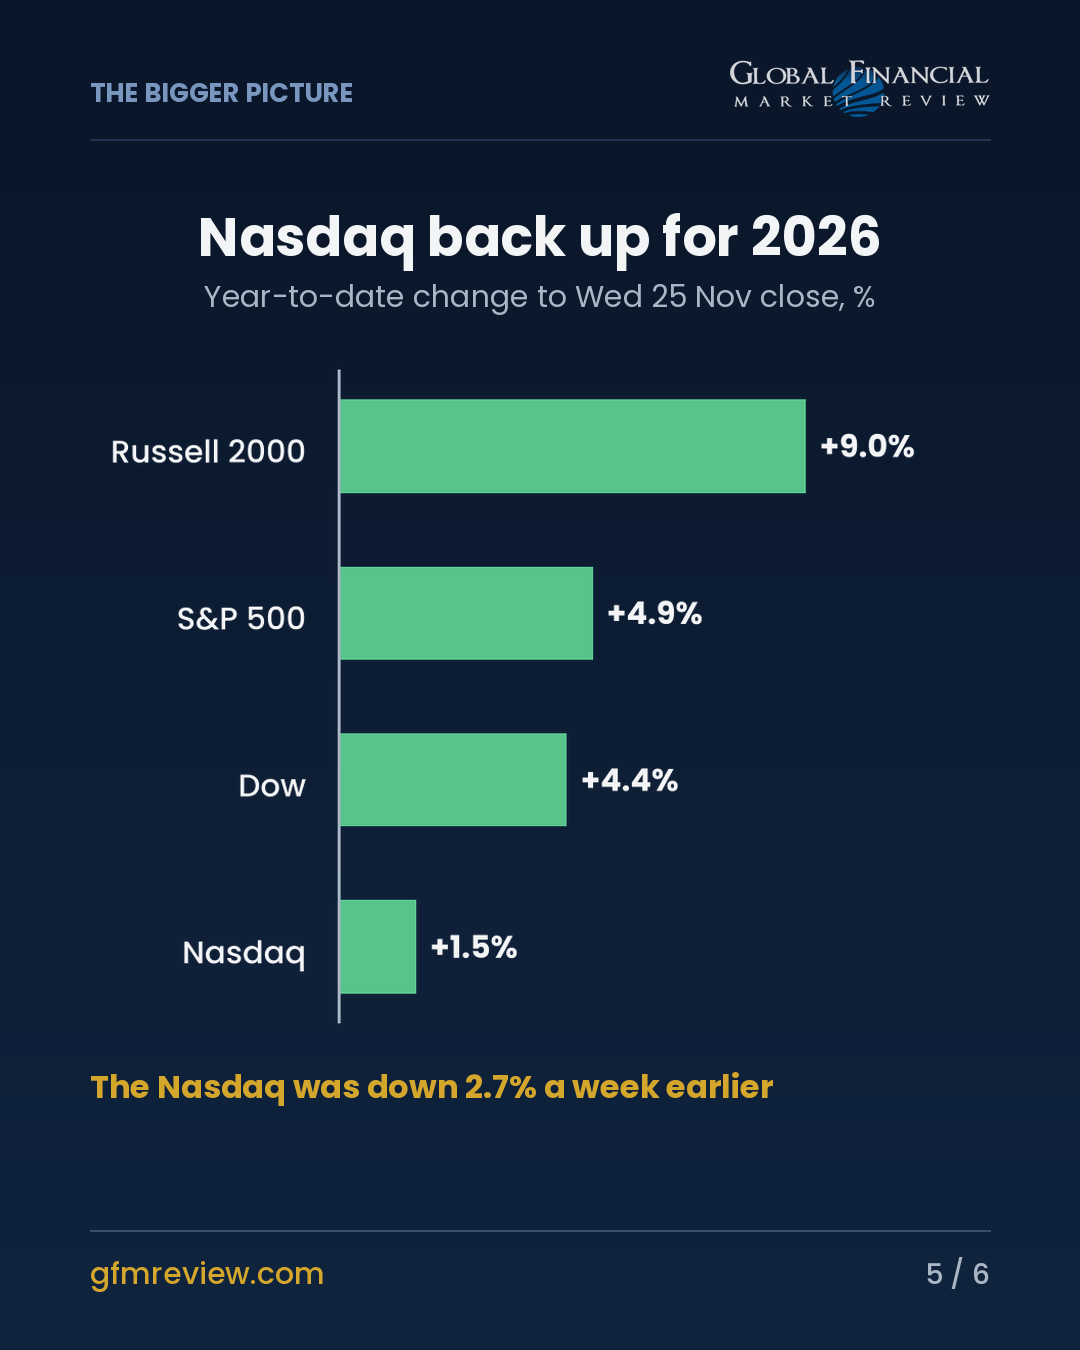 THE BIGGER PICTURE
GLOBAL FINANCIAL
MARKET REVIEW
Nasdaq back up for 2026
Year-to-date change to Wed 25 Nov close, %
Russell 2000 +9.0%
S&P 500 +4.9%
Dow +4.4%
Nasdaq +1.5%
The Nasdaq was down 2.7% a week earlier
gfmreview.com 5 / 6